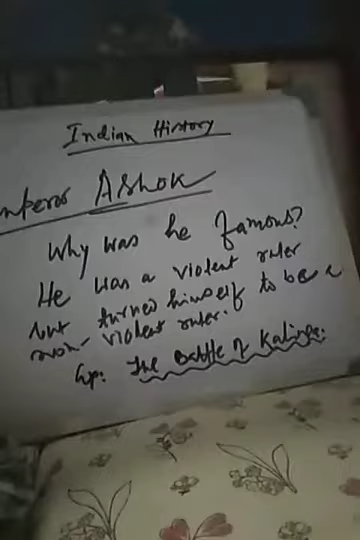 Indian History
mperor Ashok
Why was he famous?
He was a violent ruler
but turned himself to be a
non-violent ruler.
The Battle of Kalinga.